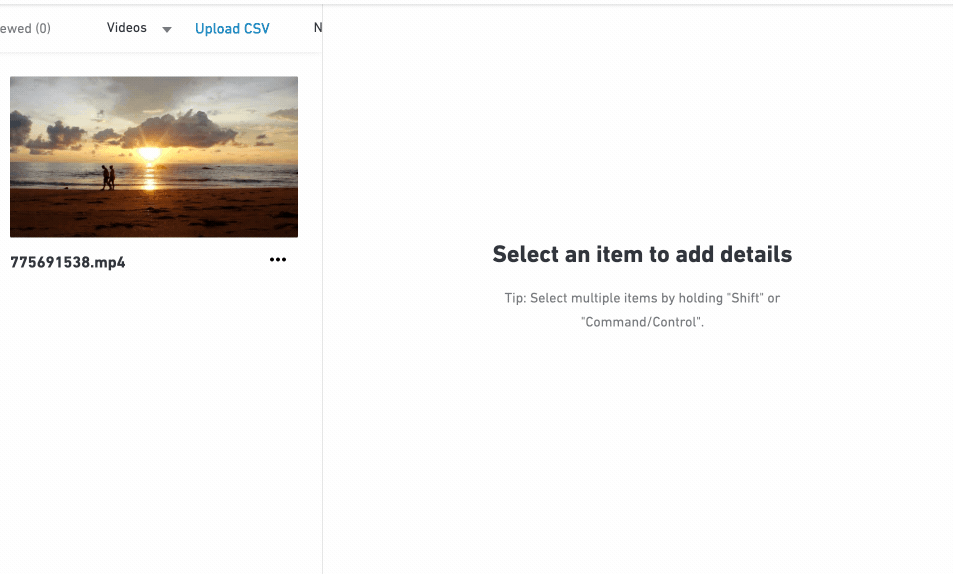 ewed (0) Videos Upload CSV N
775691538.mp4
Select an item to add details
Tip: Select multiple items by holding "Shift" or
"Command/Control".